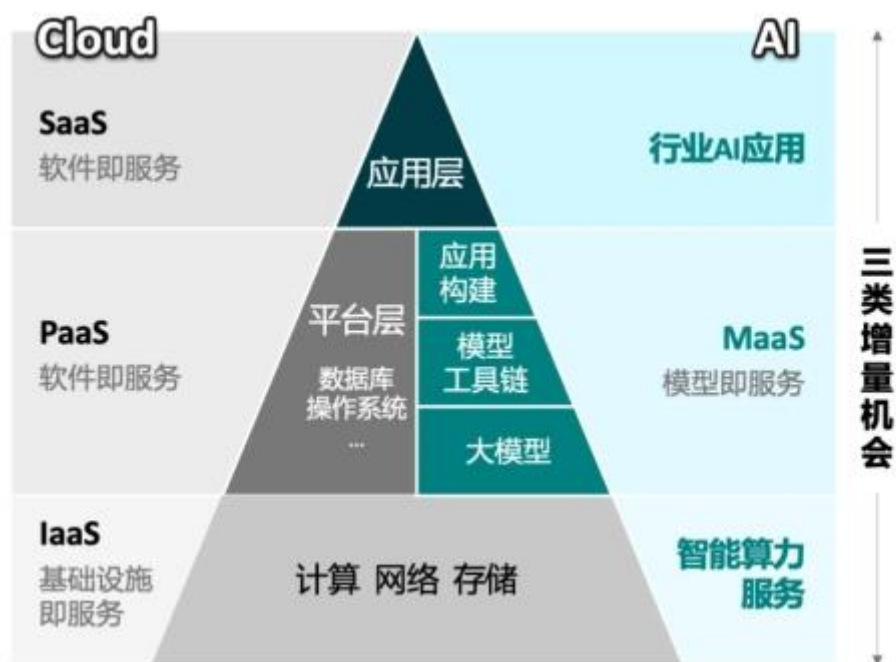 Cloud
AI
SaaS
软件即服务
应用层
行业AI应用
PaaS
软件即服务
平台层
数据库
操作系统
...
应用
构建
模型
工具链
大模型
MaaS
模型即服务
IaaS
基础设施
即服务
计算 网络 存储
智能算力
服务
三类增量机会